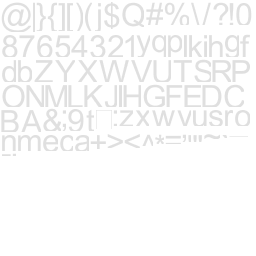 @|}{][)(j$Q#%\/?!0
87654321yqplkihgf
dbZYXWVUTSRP
ONMLKJIHGFEDC
BA&;9t:zxwvusro
nmeca+><^*="~